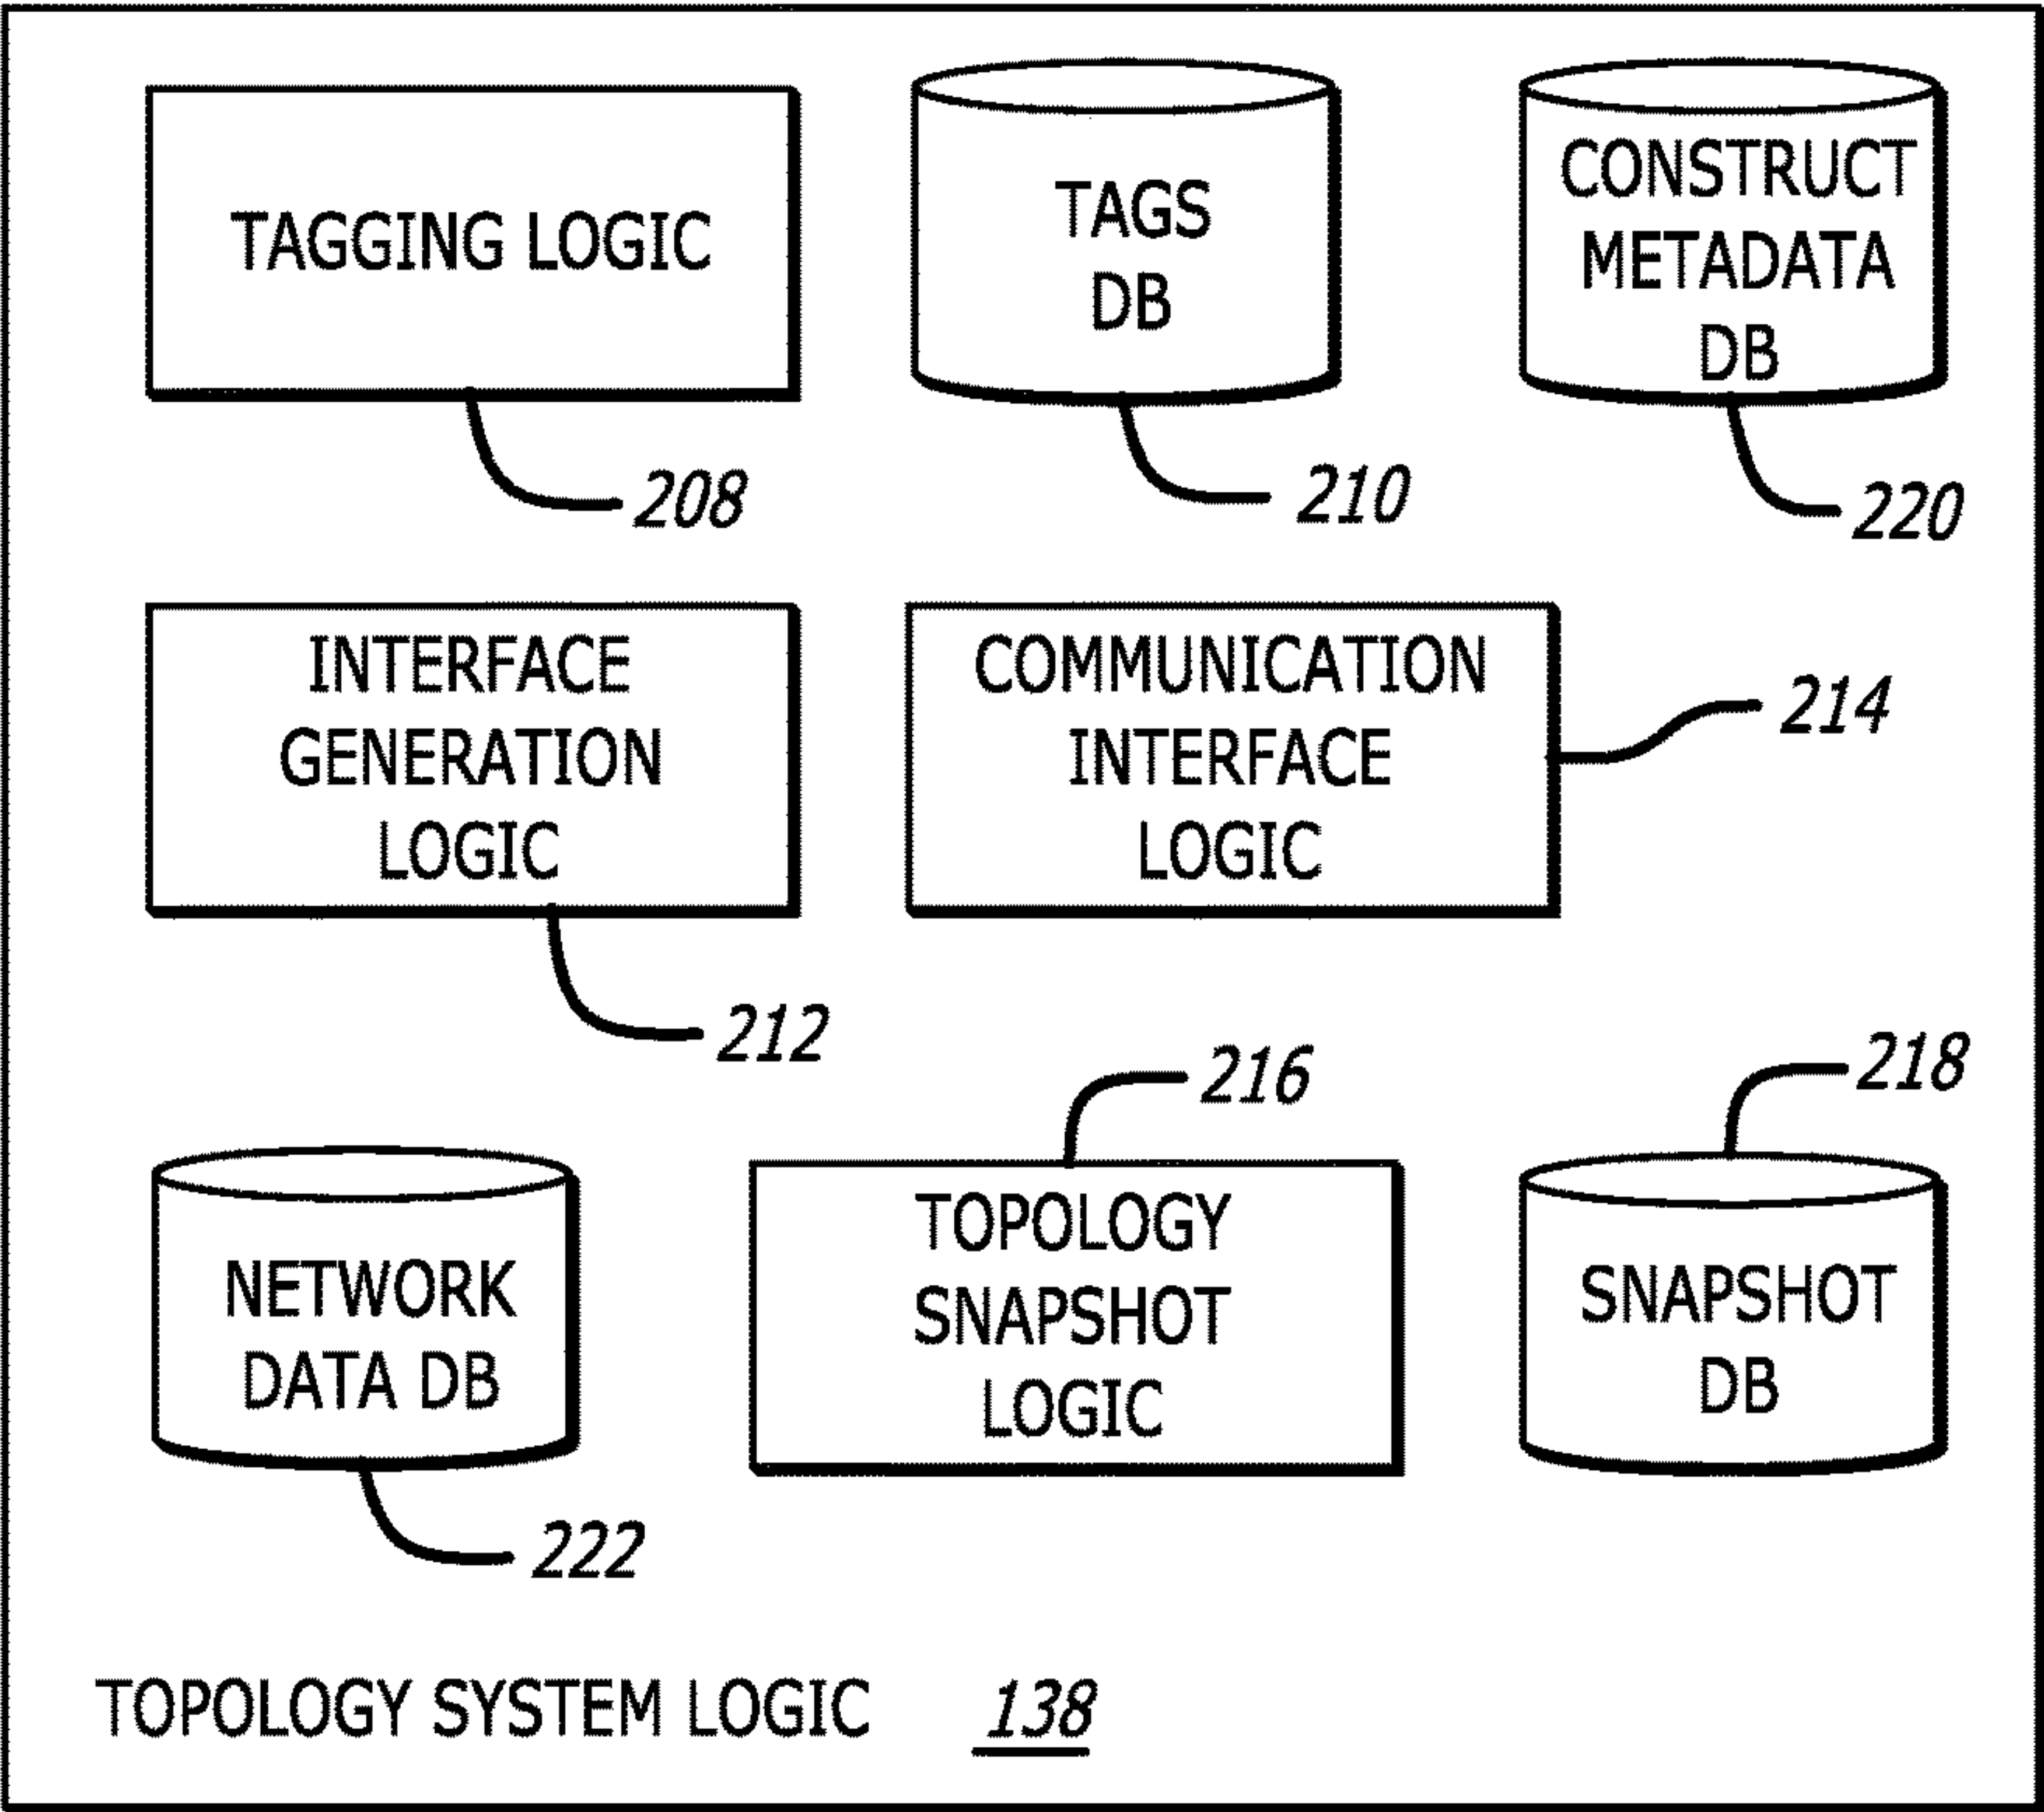 TAGGING LOGIC
208
TAGS
DB
210
CONSTRUCT
METADATA
DB
220
INTERFACE
GENERATION
LOGIC
212
COMMUNICATION
INTERFACE
LOGIC
214
NETWORK
DATA DB
222
216
TOPOLOGY
SNAPSHOT
LOGIC
218
SNAPSHOT
DB
TOPOLOGY SYSTEM LOGIC 138